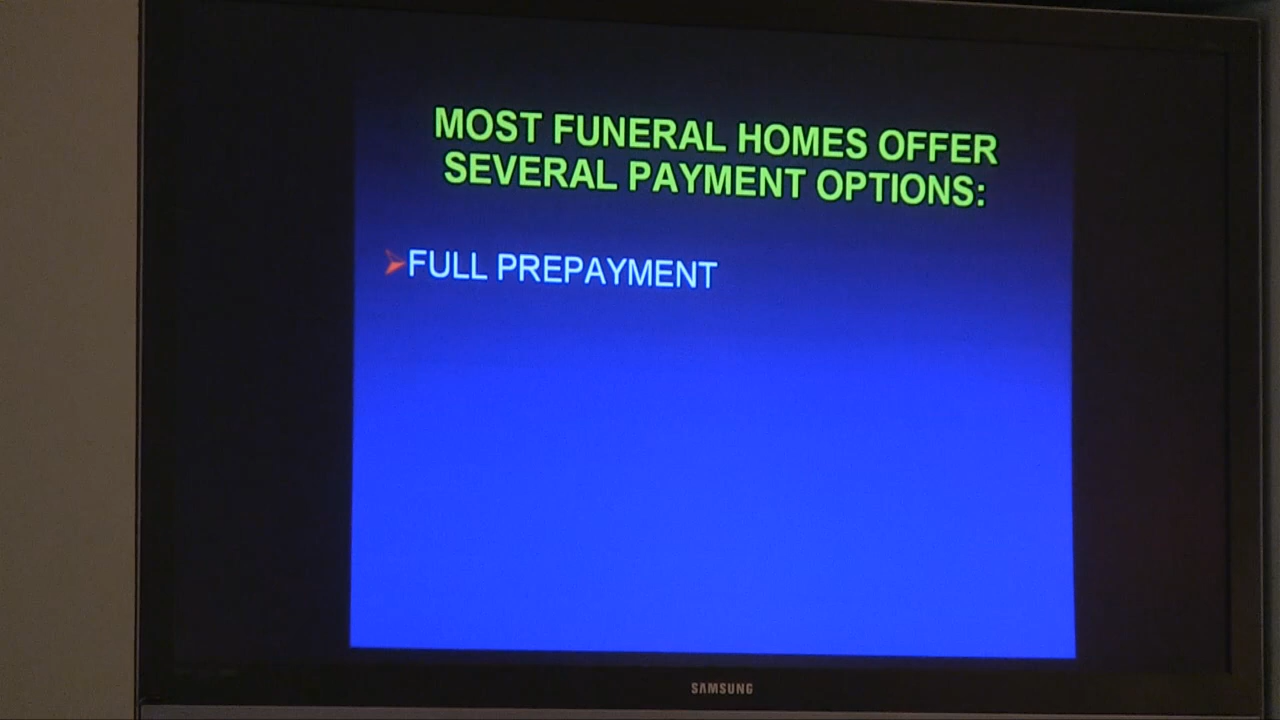 MOST FUNERAL HOMES OFFER
SEVERAL PAYMENT OPTIONS:
FULL PREPAYMENT
SAMSUNG